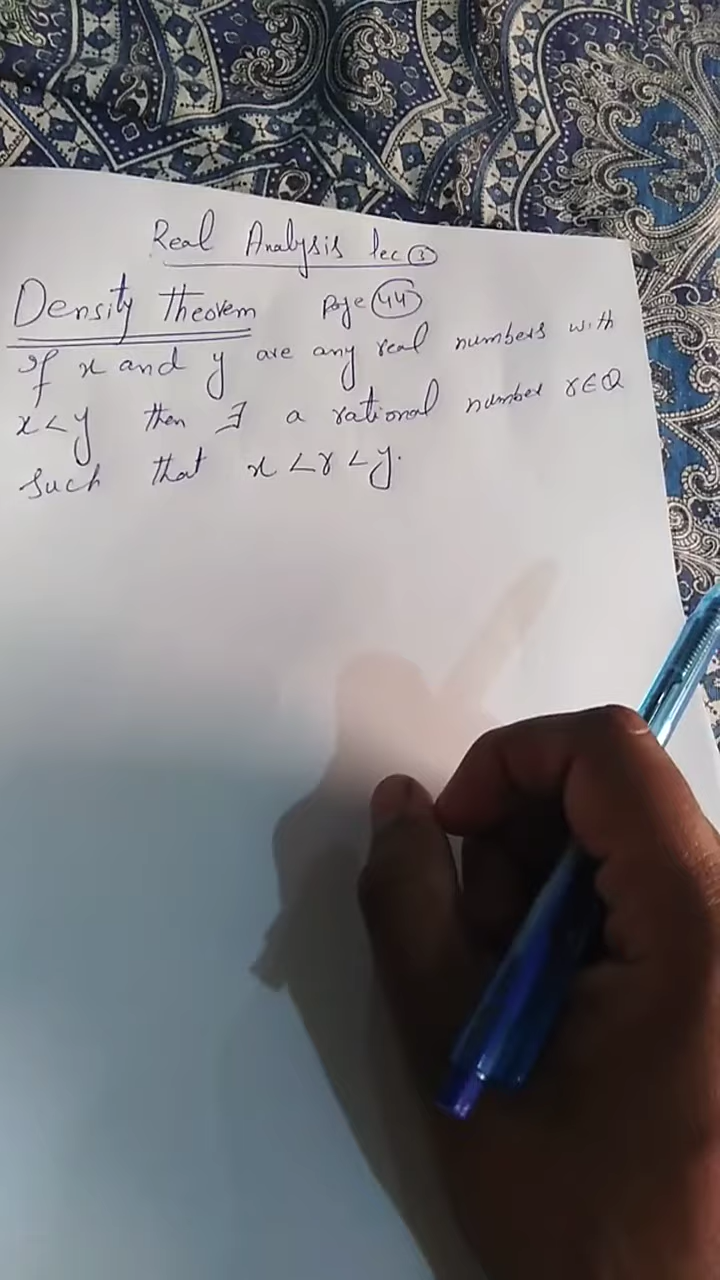 Real Analysis lec ③
Density Theorem Page 44
If x and y are any real numbers with
x < y then ∃ a rational number r ∈ Q
such that x < r < y.